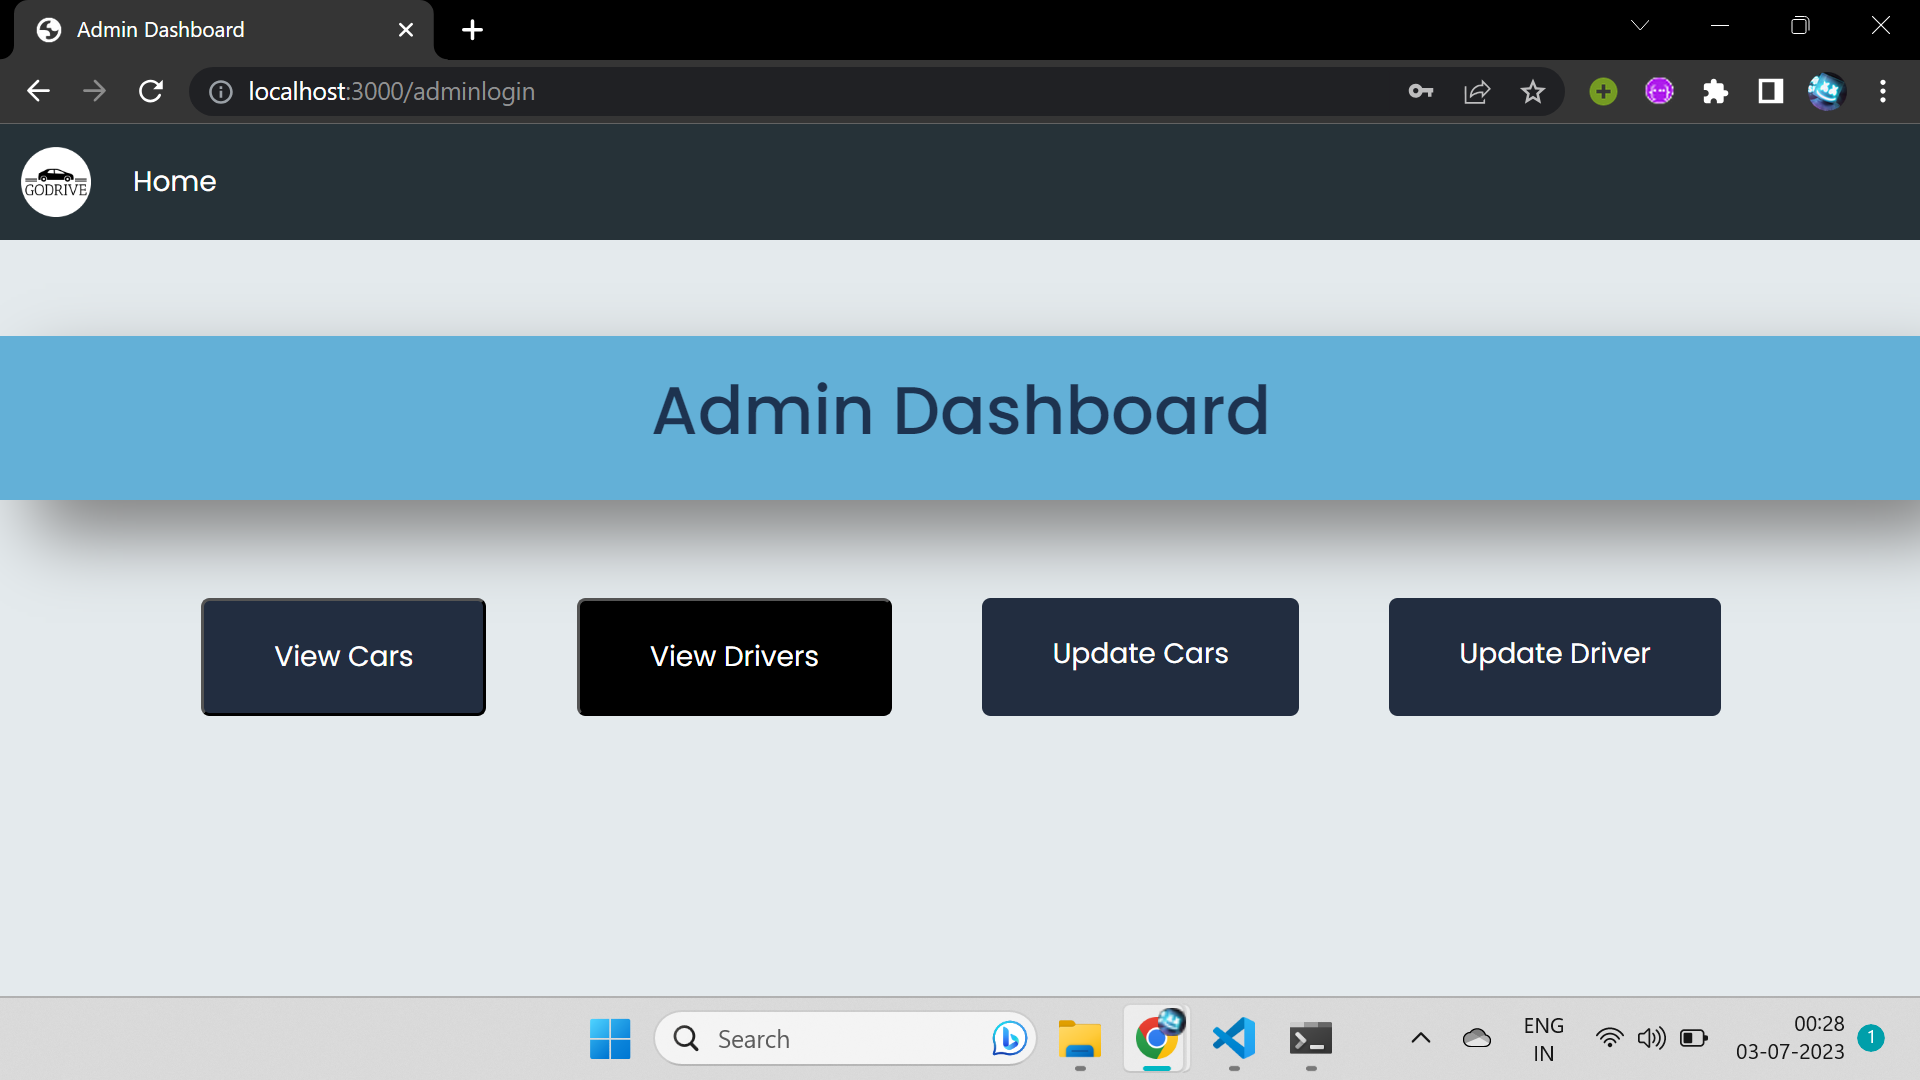 Admin Dashboard
localhost:3000/adminlogin
GODRIVE
Home
Admin Dashboard
View Cars
View Drivers
Update Cars
Update Driver
Search
ENG
IN
00:28
03-07-2023
1